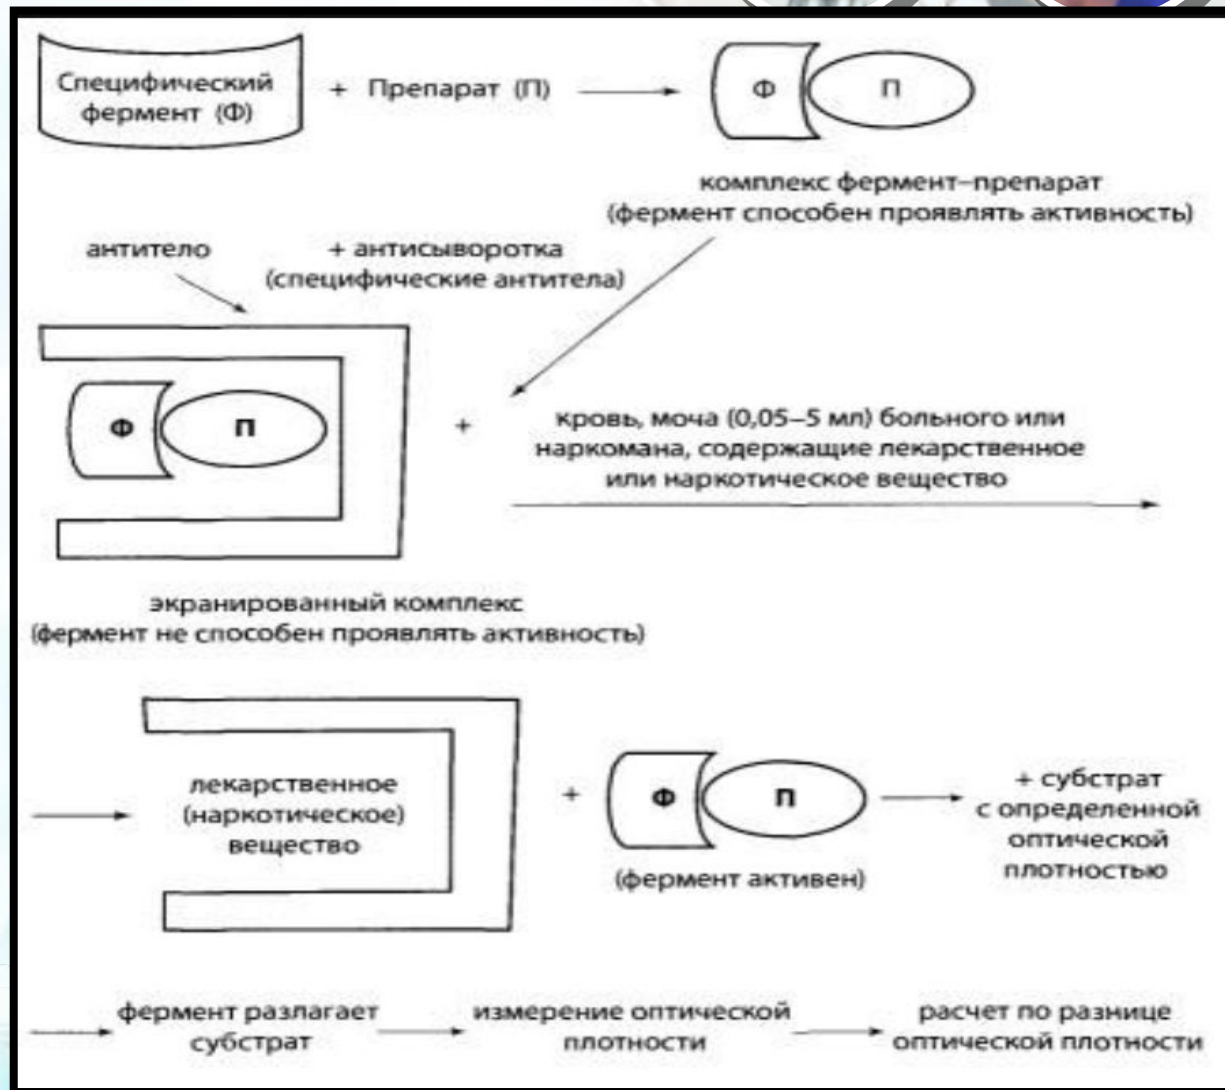 Специфический
фермент (Ф)
+ Препарат (П)
Ф
П
комплекс фермент–препарат
(фермент способен проявлять активность)
антитело
+ антисыворотка
(специфические антитела)
Ф
П
+
кровь, моча (0,05–5 мл) больного или
наркомана, содержащие лекарственное
или наркотическое вещество
экранированный комплекс
(фермент не способен проявлять активность)
лекарственное
(наркотическое)
вещество
+
Ф
П
(фермент активен)
+ субстрат
с определенной
оптической
плотностью
фермент разлагает
субстрат
измерение оптической
плотности
расчет по разнице
оптической плотности